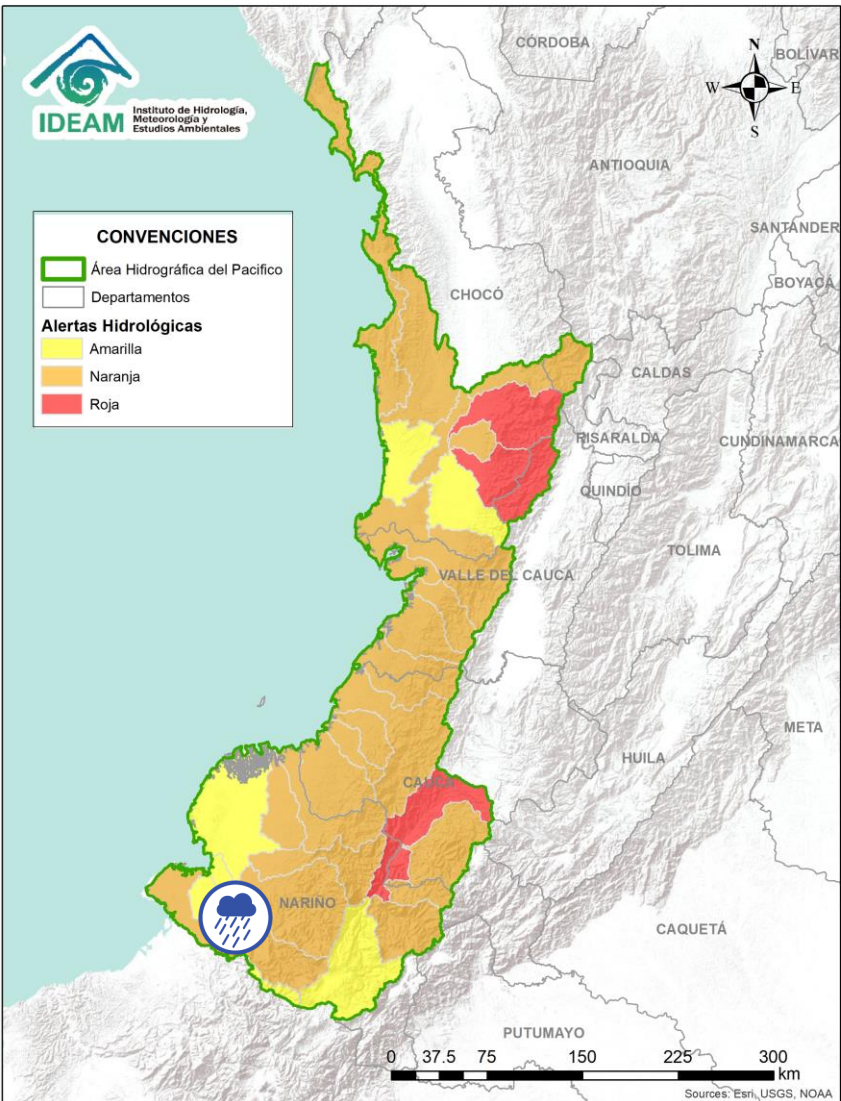 IDEAM
Instituto de Hidrología,
Meteorología y
Estudios Ambientales
N
W
E
S
CONVENCIONES
Área Hidrográfica del Pacifico
Departamentos
Alertas Hidrológicas
Amarilla
Naranja
Roja
CÓRDOBA
BOLÍVAR
ANTIOQUIA
SANTANDER
BOYACÁ
CHOCÓ
CALDAS
RISARALDA
CUNDINAMARCA
QUINDÍO
TOLIMA
VALLE DEL CAUCA
META
HUILA
CAUCA
NARIÑO
CAQUETÁ
PUTUMAYO
0 37.5 75 150 225 300
km
Sources: Esri, USGS, NOAA